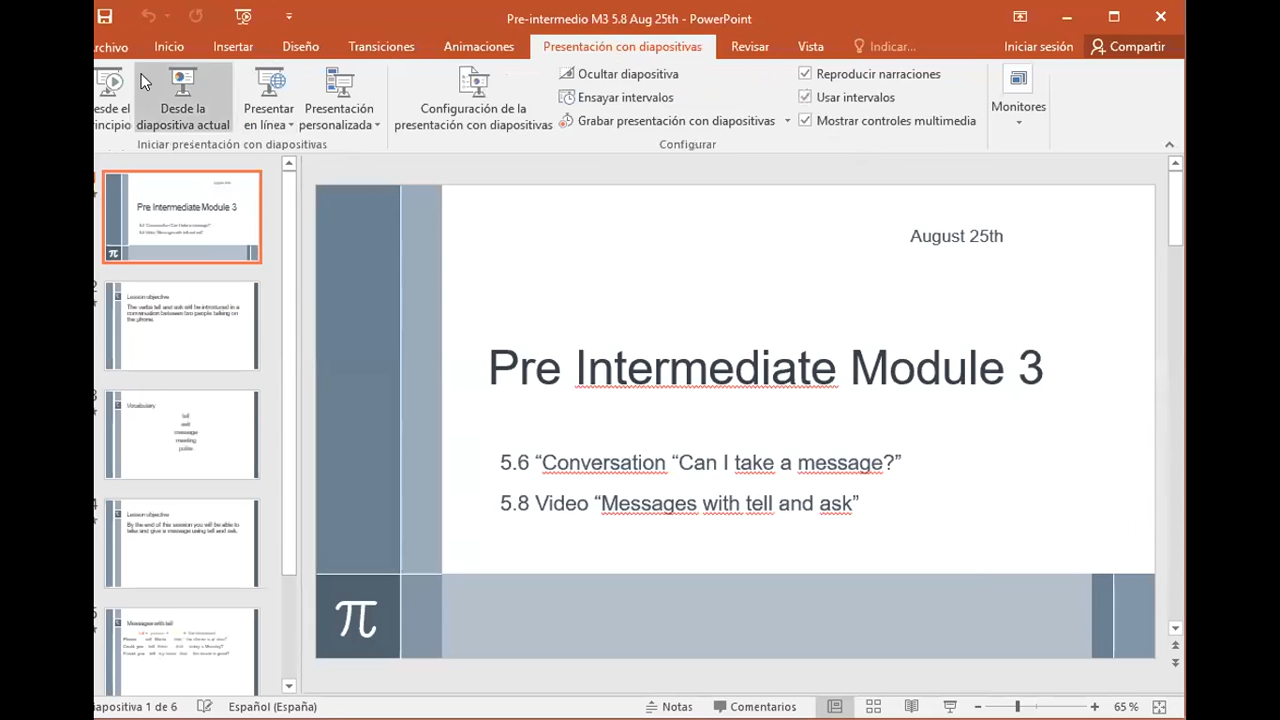 Pre-intermedio M3 5.8 Aug 25th - PowerPoint
Archivo Inicio Insertar Diseño Transiciones Animaciones Presentación con diapositivas Revisar Vista Indicar... Iniciar sesión Compartir
Desde la
diapositiva actual
Presentar
en línea
Presentación
personalizada
Configuración de la
presentación con diapositivas
Ocultar diapositiva
Ensayar intervalos
Grabar presentación con diapositivas
Reproducir narraciones
Usar intervalos
Mostrar controles multimedia
Monitores
Iniciar presentación con diapositivas
Configurar
Pre Intermediate Module 3
5.6 "Conversation "Can I take a message?"
5.8 Video "Messages with tell and ask"
π
2
Lesson objective
The verbs tell and ask will be introduced in a
conversation between two people talking on
the phone.
3
Vocabulary
tell
ask
message
meeting
polite
4
Lesson objective
By the end of this session you will be able to
take and give a message using tell and ask.
5
Messages with tell
August 25th
Pre Intermediate Module 3
5.6 “Conversation “Can I take a message?”
5.8 Video “Messages with tell and ask”
π
iapositiva 1 de 6 Español (España) Notas Comentarios 65 %